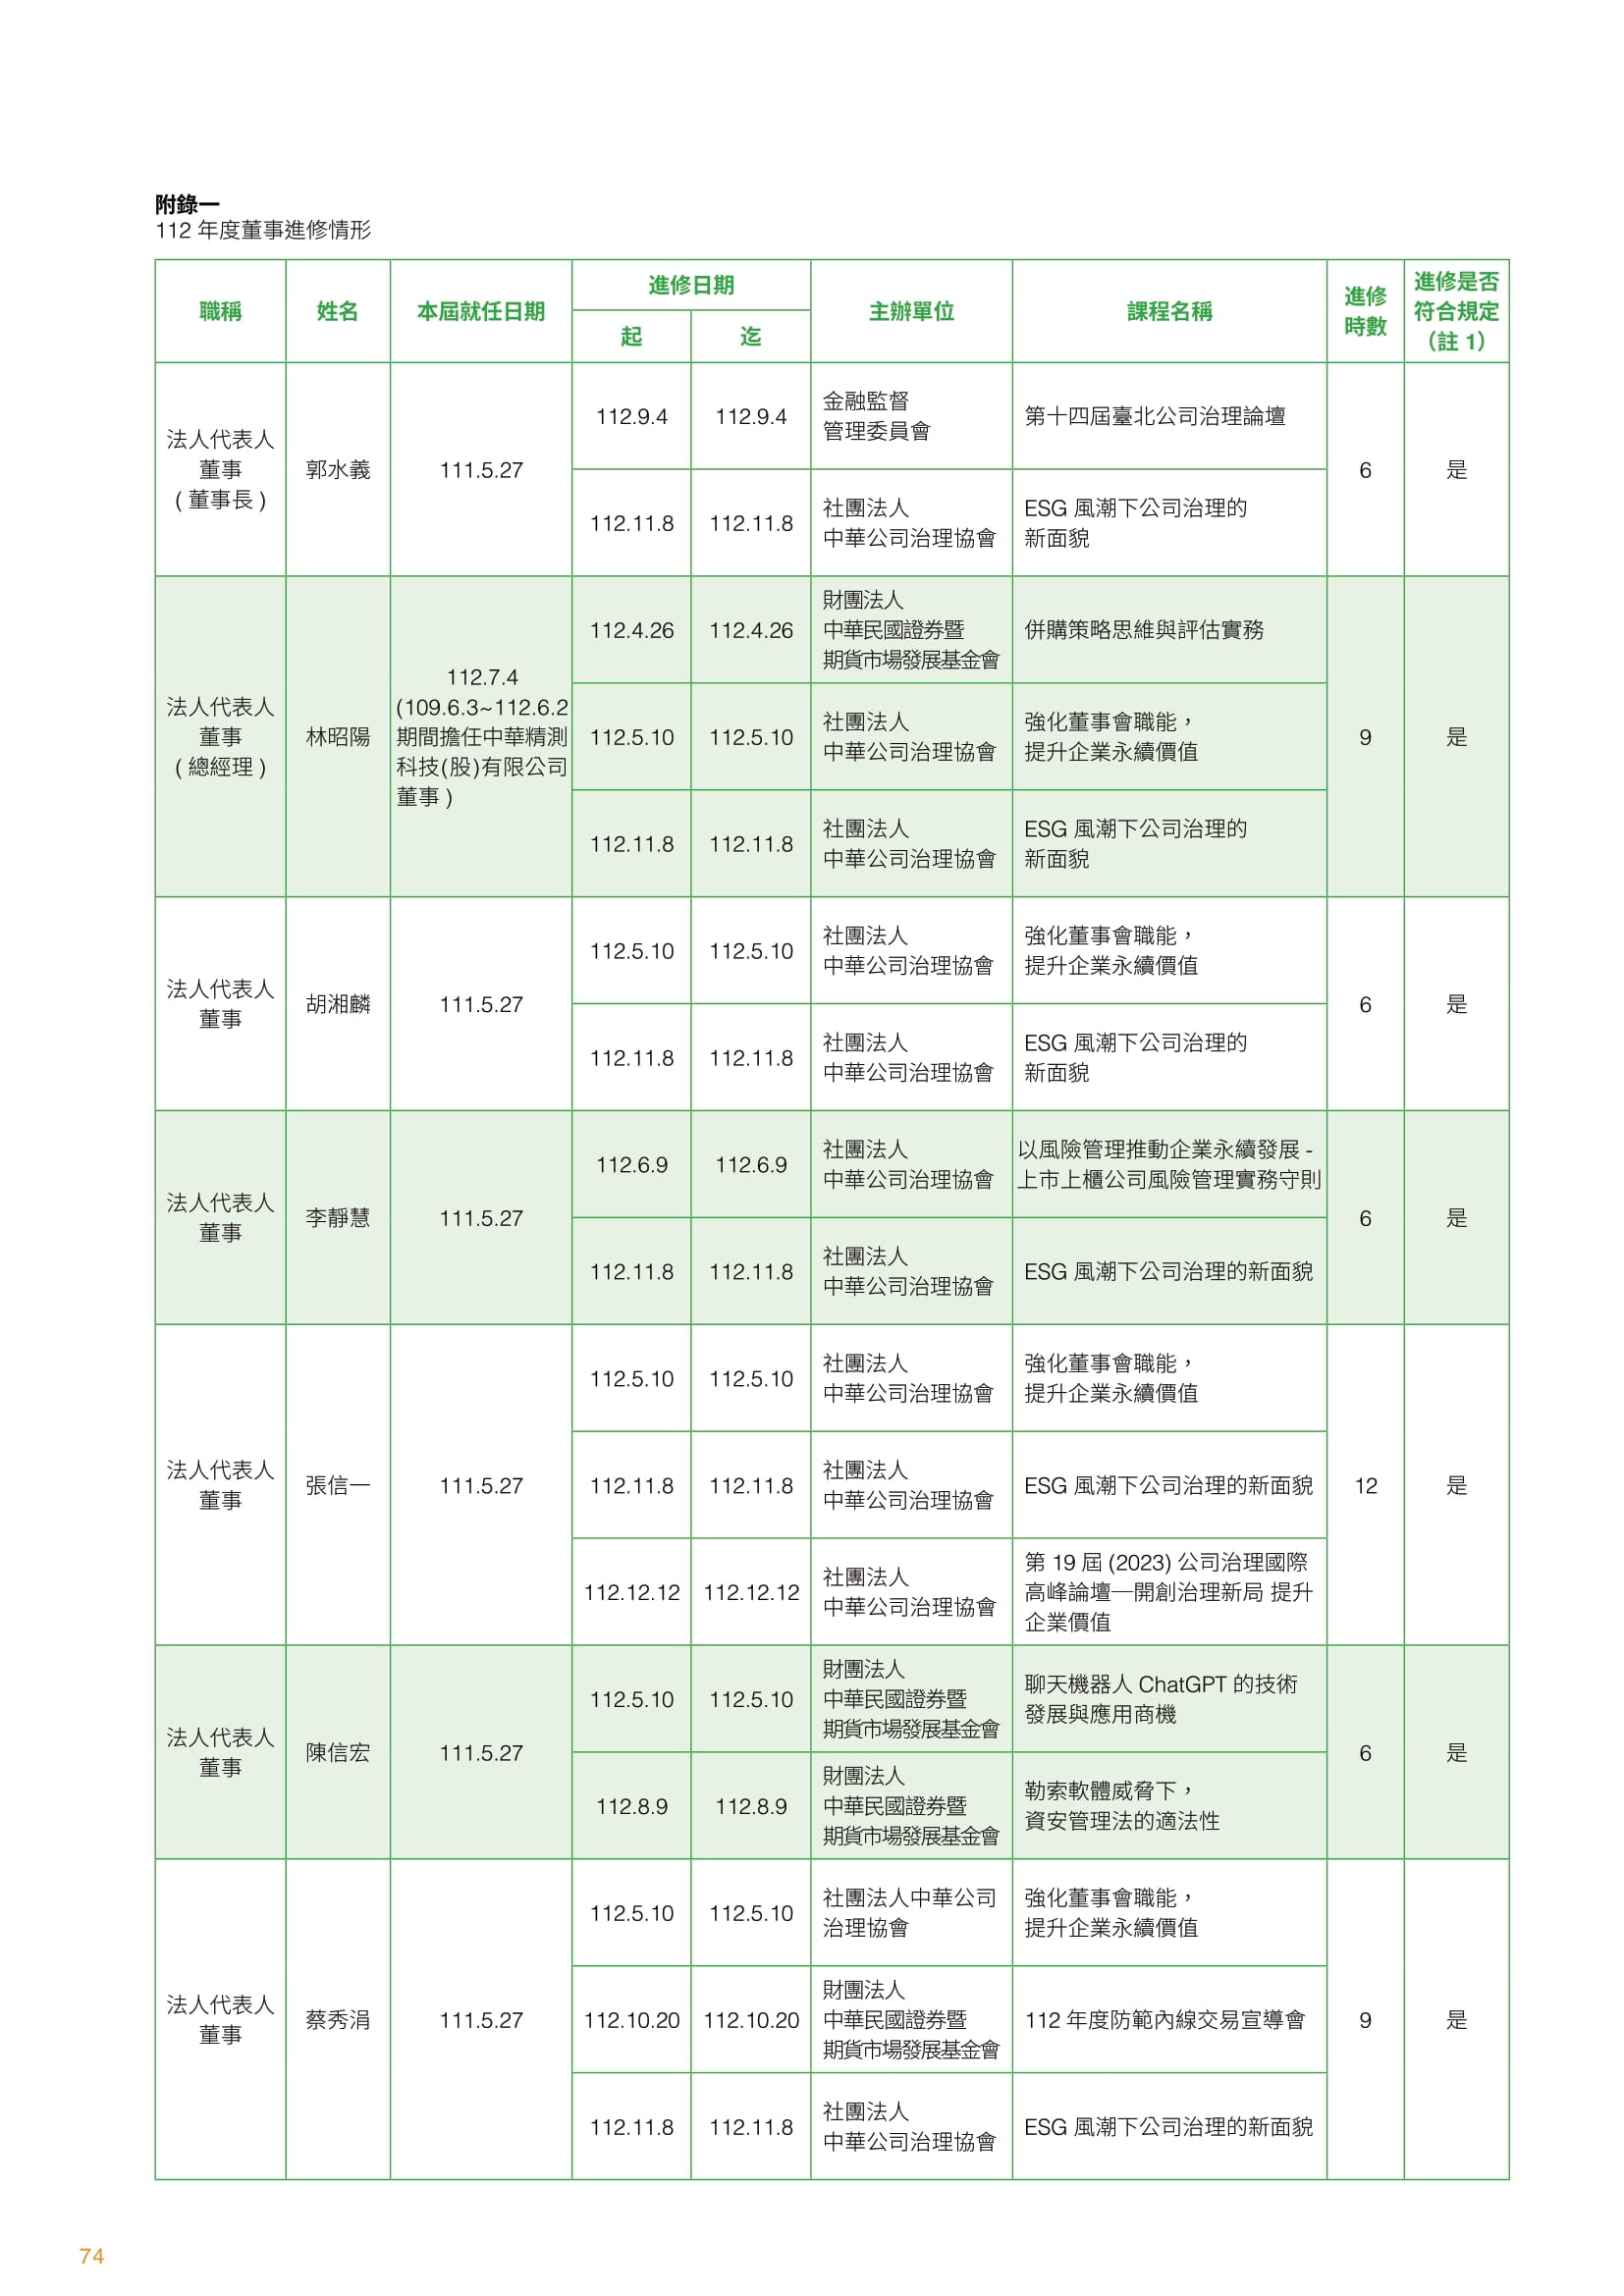 附錄一
112 年度董事進修情形
職稱
姓名
本屆就任日期
進修日期
起
迄
主辦單位
課程名稱
進修
時數
進修是否
符合規定
（註 1）
法人代表人
董事
( 董事長 )
郭水義
111.5.27
112.9.4
112.9.4
金融監督
管理委員會
第十四屆臺北公司治理論壇
112.11.8
112.11.8
社團法人
中華公司治理協會
ESG 風潮下公司治理的
新面貌
6
是
法人代表人
董事
( 總經理 )
林昭陽
112.7.4
(109.6.3~112.6.2
期間擔任中華精測
科技(股)有限公司
董事 )
112.4.26
112.4.26
財團法人
中華民國證券暨
期貨市場發展基金會
併購策略思維與評估實務
112.5.10
112.5.10
社團法人
中華公司治理協會
強化董事會職能，
提升企業永續價值
112.11.8
112.11.8
社團法人
中華公司治理協會
ESG 風潮下公司治理的
新面貌
9
是
法人代表人
董事
胡湘麟
111.5.27
112.5.10
112.5.10
社團法人
中華公司治理協會
強化董事會職能，
提升企業永續價值
112.11.8
112.11.8
社團法人
中華公司治理協會
ESG 風潮下公司治理的
新面貌
6
是
法人代表人
董事
李靜慧
111.5.27
112.6.9
112.6.9
社團法人
中華公司治理協會
以風險管理推動企業永續發展 -
上市上櫃公司風險管理實務守則
112.11.8
112.11.8
社團法人
中華公司治理協會
ESG 風潮下公司治理的新面貌
6
是
法人代表人
董事
張信一
111.5.27
112.5.10
112.5.10
社團法人
中華公司治理協會
強化董事會職能，
提升企業永續價值
112.11.8
112.11.8
社團法人
中華公司治理協會
ESG 風潮下公司治理的新面貌
112.12.12
112.12.12
社團法人
中華公司治理協會
第 19 屆 (2023) 公司治理國際
高峰論壇—開創治理新局 提升
企業價值
12
是
法人代表人
董事
陳信宏
111.5.27
112.5.10
112.5.10
財團法人
中華民國證券暨
期貨市場發展基金會
聊天機器人 ChatGPT 的技術
發展與應用商機
112.8.9
112.8.9
財團法人
中華民國證券暨
期貨市場發展基金會
勒索軟體威脅下，
資安管理法的適法性
6
是
法人代表人
董事
蔡秀涓
111.5.27
112.5.10
112.5.10
社團法人中華公司
治理協會
強化董事會職能，
提升企業永續價值
112.10.20
112.10.20
財團法人
中華民國證券暨
期貨市場發展基金會
112 年度防範內線交易宣導會
112.11.8
112.11.8
社團法人
中華公司治理協會
ESG 風潮下公司治理的新面貌
9
是
74